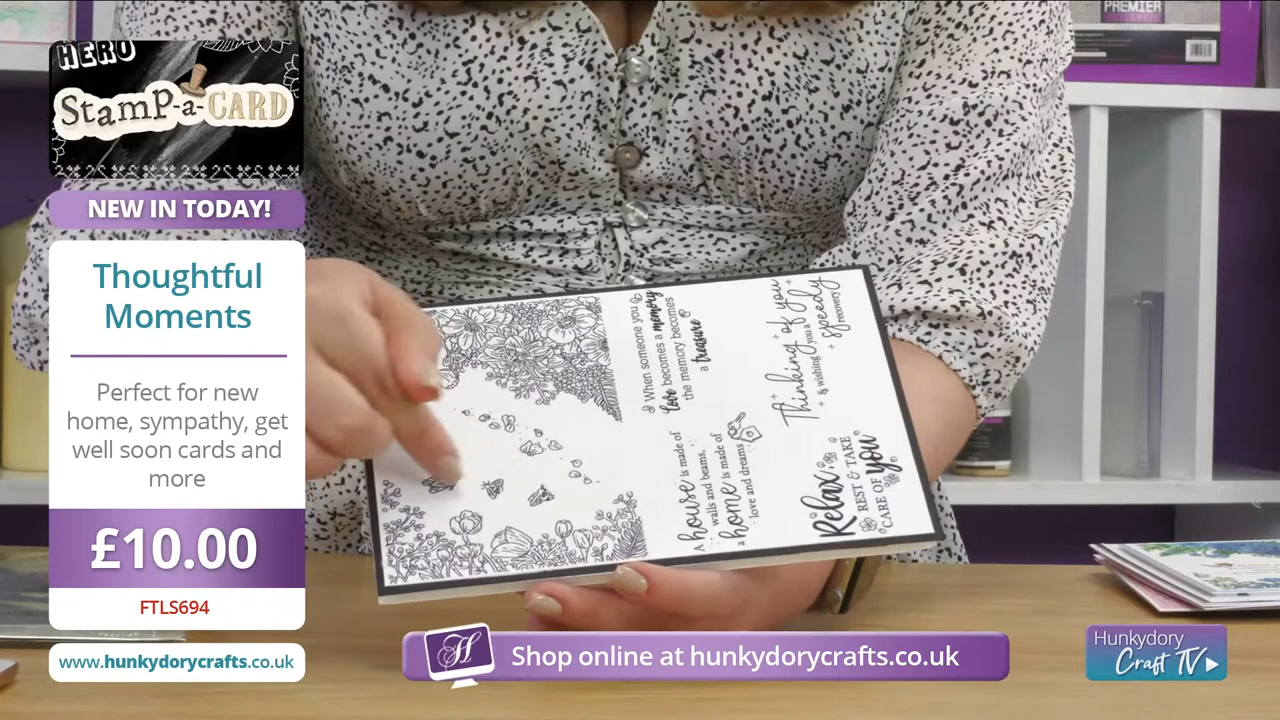 HERO
Stamp-a-CARD
NEW IN TODAY!
Thoughtful
Moments
Perfect for new
home, sympathy, get
well soon cards and
more
£10.00
FTLS694
www.hunkydorycrafts.co.uk
When someone you
love becomes a memory
the memory becomes
a treasure
A house is made of
walls and beams,
a home is made of
love and dreams
Thinking of you
& wishing you a
speedy
recovery
Relax,
REST & TAKE
CARE OF you
PREMIER
Shop online at hunkydorycrafts.co.uk
Hunkydory
Craft TV